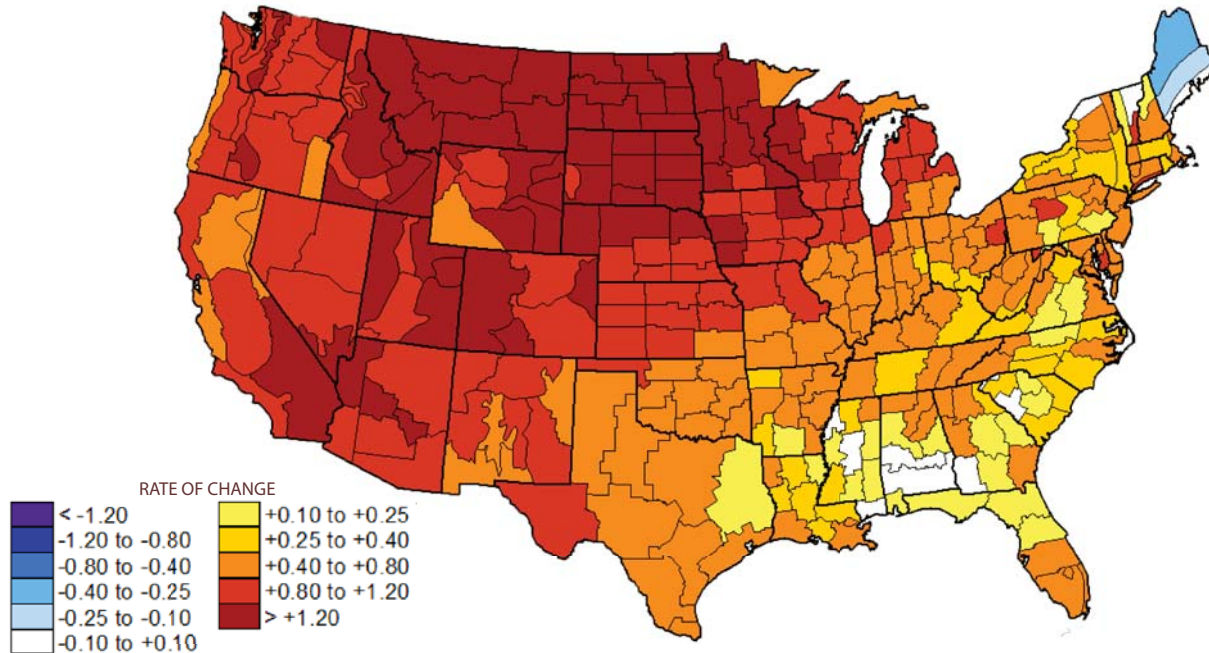 RATE OF CHANGE
< -1.20
-1.20 to -0.80
-0.80 to -0.40
-0.40 to -0.25
-0.25 to -0.10
-0.10 to +0.10
+0.10 to +0.25
+0.25 to +0.40
+0.40 to +0.80
+0.80 to +1.20
> +1.20